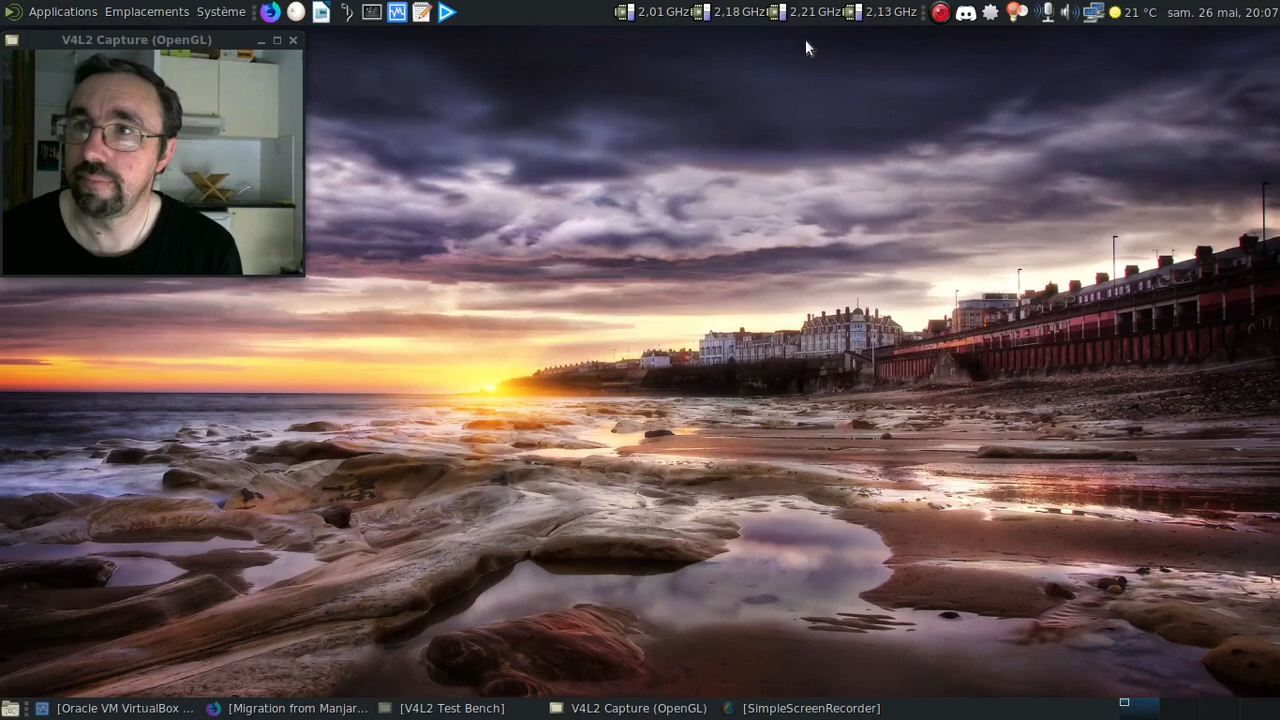 Applications Emplacements Système 2,01 GHz 2,18 GHz 2,21 GHz 2,13 GHz 21 °C sam. 26 mai, 20:07
V4L2 Capture (OpenGL)
[Oracle VM VirtualBox ... [Migration from Manjar... [V4L2 Test Bench] V4L2 Capture (OpenGL) [SimpleScreenRecorder]